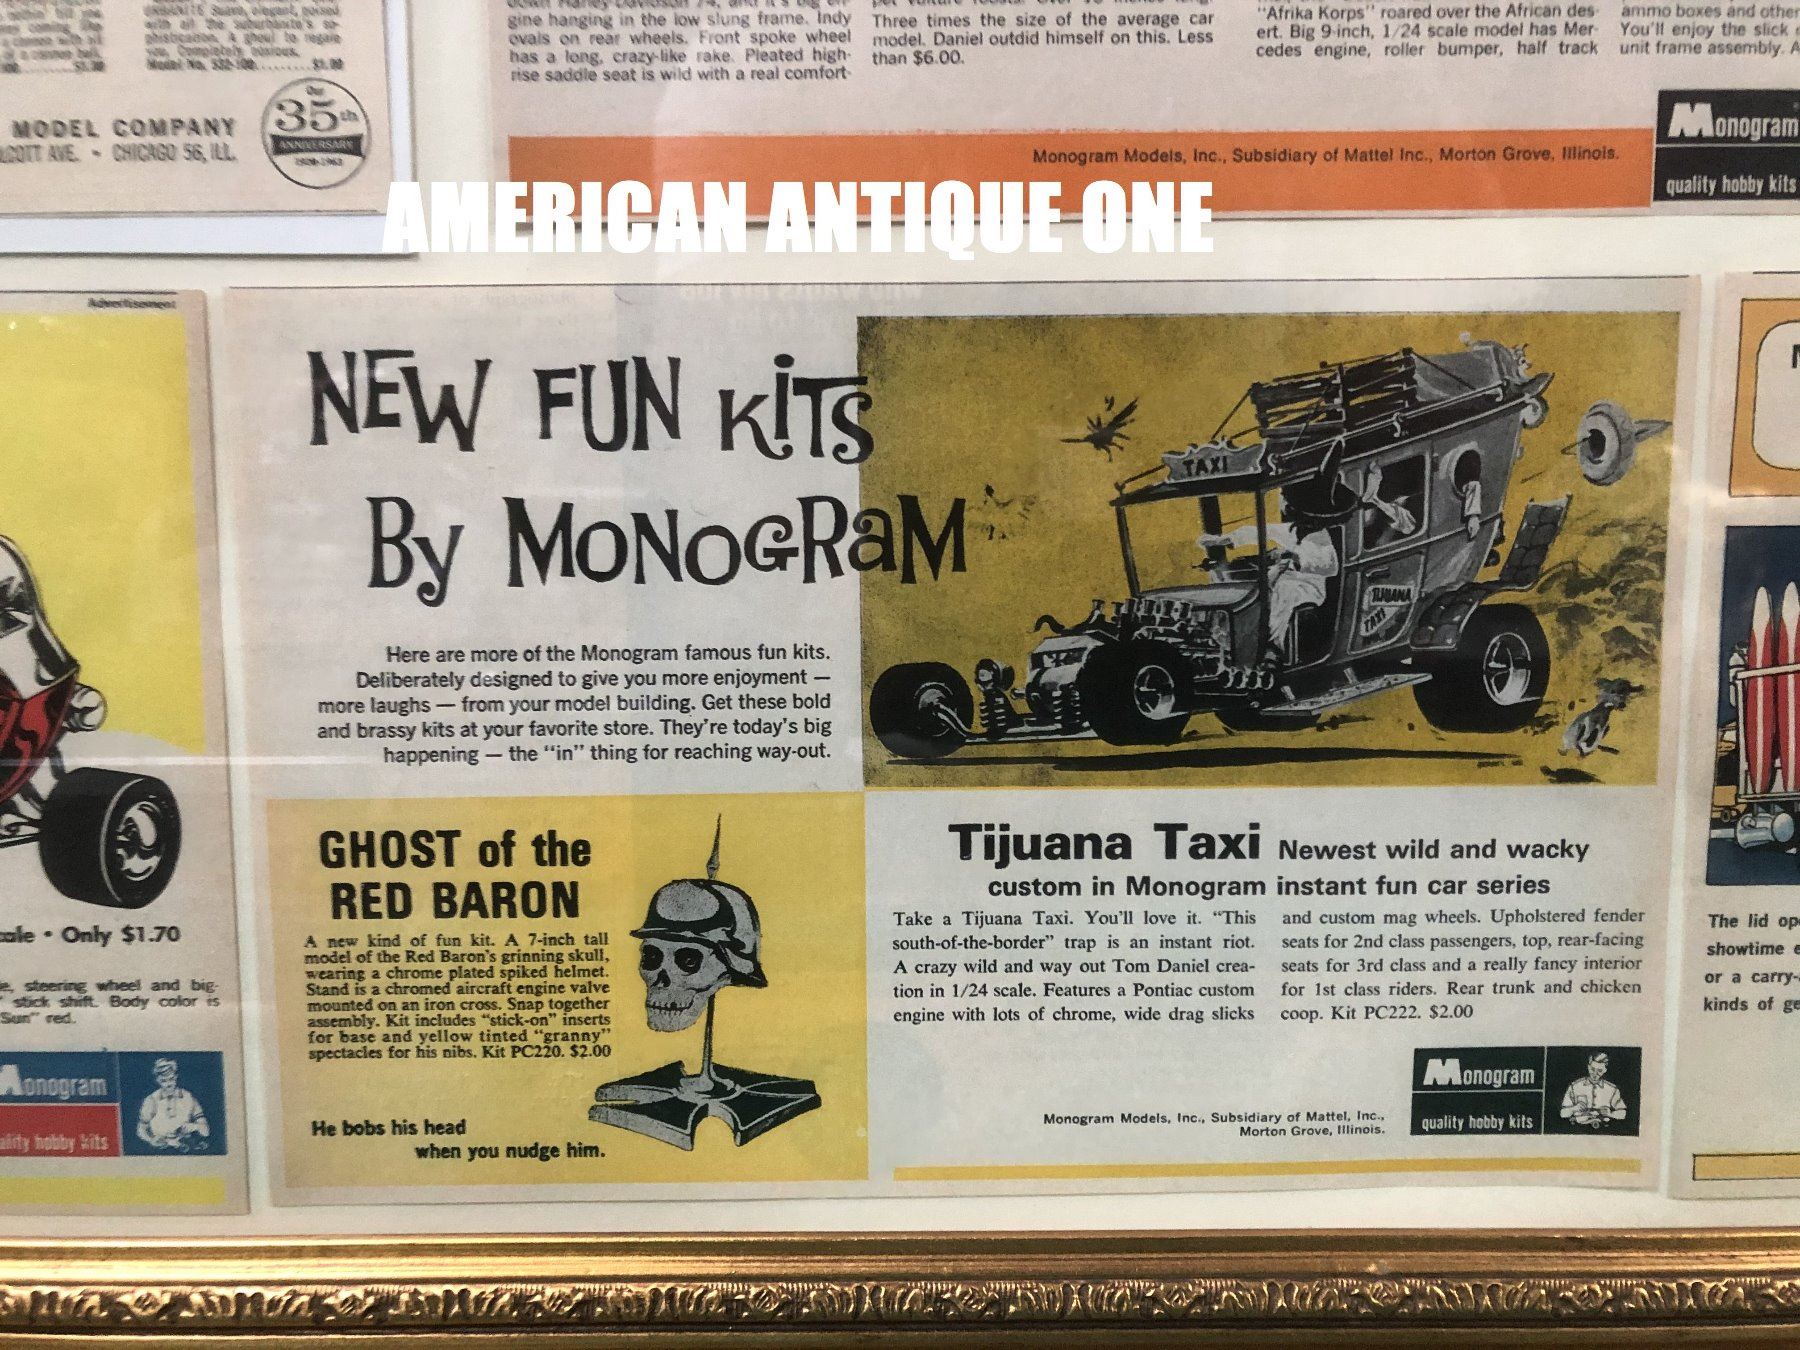 gine hanging in the low slung frame. Indy
ovals on rear wheels. Front spoke wheel
has a long, crazy-like rake. Pleated high-
rise saddle seat is wild with a real comfort-
Three times the size of the average car
model. Daniel outdid himself on this. Less
than $6.00.
"Afrika Korps" roared over the African des-
ert. Big 9-inch, 1/24 scale model has Mer-
cedes engine, roller bumper, half track
ammo boxes and other
You'll enjoy the slick
unit frame assembly. A
MODEL COMPANY
COTT AVE. - CHICAGO 56, ILL.
Our
35th
ANNIVERSARY
Monogram Models, Inc., Subsidiary of Mattel Inc., Morton Grove, Illinois.
Monogram
quality hobby kits
AMERICAN ANTIQUE ONE
Advertisement
NEW FUN KiTS
By MONOGRaM
Here are more of the Monogram famous fun kits.
Deliberately designed to give you more enjoyment —
more laughs — from your model building. Get these bold
and brassy kits at your favorite store. They're today's big
happening — the "in" thing for reaching way-out.
TAXI
TIJUANA
TAXI
GHOST of the
RED BARON
A new kind of fun kit. A 7-inch tall
model of the Red Baron's grinning skull,
wearing a chrome plated spiked helmet.
Stand is a chromed aircraft engine valve
mounted on an iron cross. Snap together
assembly. Kit includes "stick-on" inserts
for base and yellow tinted "granny"
spectacles for his nibs. Kit PC220. $2.00
He bobs his head
when you nudge him.
Tijuana Taxi Newest wild and wacky
custom in Monogram instant fun car series
Take a Tijuana Taxi. You'll love it. "This
south-of-the-border" trap is an instant riot.
A crazy wild and way out Tom Daniel crea-
tion in 1/24 scale. Features a Pontiac custom
engine with lots of chrome, wide drag slicks
and custom mag wheels. Upholstered fender
seats for 2nd class passengers, top, rear-facing
seats for 3rd class and a really fancy interior
for 1st class riders. Rear trunk and chicken
coop. Kit PC222. $2.00
Monogram Models, Inc., Subsidiary of Mattel, Inc.,
Morton Grove, Illinois.
Monogram
quality hobby kits
ale • Only $1.70
e, steering wheel and big-
stick shift. Body color is
Sun" red.
Monogram
ality hobby kits
The lid op
showtime e
or a carry-
kinds of ge